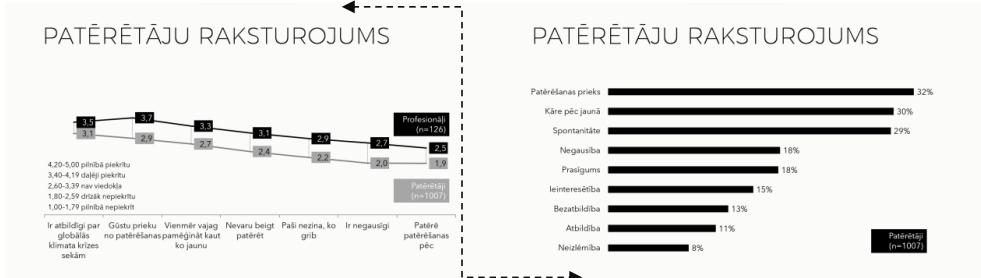 PATĒRĒTĀJU RAKSTUROJUMS
3,5
3,7
3,3
3,1
2,9
2,7
2,5
3,1
2,9
2,7
2,4
2,2
2,0
1,9
Profesionāļi
(n=126)
4,20-5,00 pilnībā piekrītu
3,40-4,19 daļēji piekrītu
2,60-3,39 nav viedokļa
1,80-2,59 drīzāk nepiekrītu
1,00-1,79 pilnībā nepiekrīt
Patērētāji
(n=1007)
Ir atbildīgi par
globālās
klimata krīzes
sekām
Gūstu prieku
no patērēšanas
Vienmēr vajag
pamēģināt kaut
ko jaunu
Nevaru beigt
patērēt
Paši nezina, ko
grib
Ir negausīgi
Patērē
patērēšanas
pēc
PATĒRĒTĀJU RAKSTUROJUMS
Patērēšanas prieks 32%
Kāre pēc jaunā 30%
Spontanitāte 29%
Negausība 18%
Prasīgums 18%
Ieinteresētība 15%
Bezatbildība 13%
Atbildība 11%
Neizlēmība 8%
Patērētāji
(n=1007)